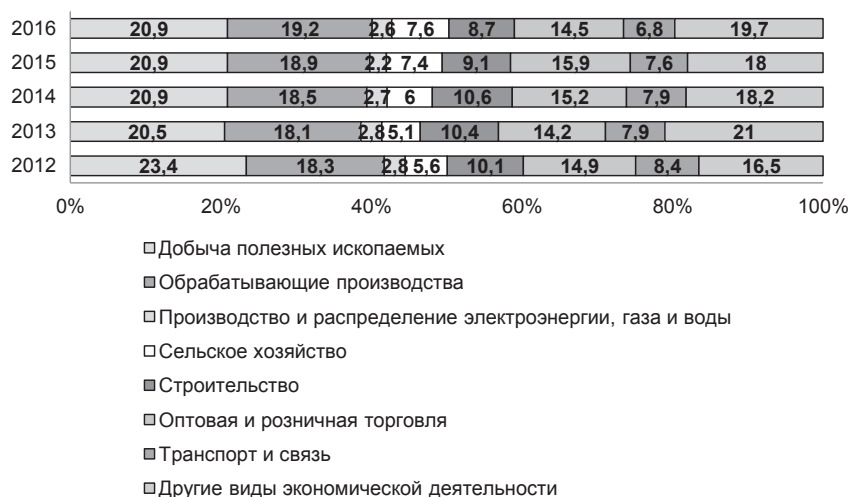 2016 20,9 19,2 2,6 7,6 8,7 14,5 6,8 19,7
2015 20,9 18,9 2,2 7,4 9,1 15,9 7,6 18
2014 20,9 18,5 2,7 6 10,6 15,2 7,9 18,2
2013 20,5 18,1 2,8 5,1 10,4 14,2 7,9 21
2012 23,4 18,3 2,8 5,6 10,1 14,9 8,4 16,5
0% 20% 40% 60% 80% 100%
Добыча полезных ископаемых
Обрабатывающие производства
Производство и распределение электроэнергии, газа и воды
Сельское хозяйство
Строительство
Оптовая и розничная торговля
Транспорт и связь
Другие виды экономической деятельности